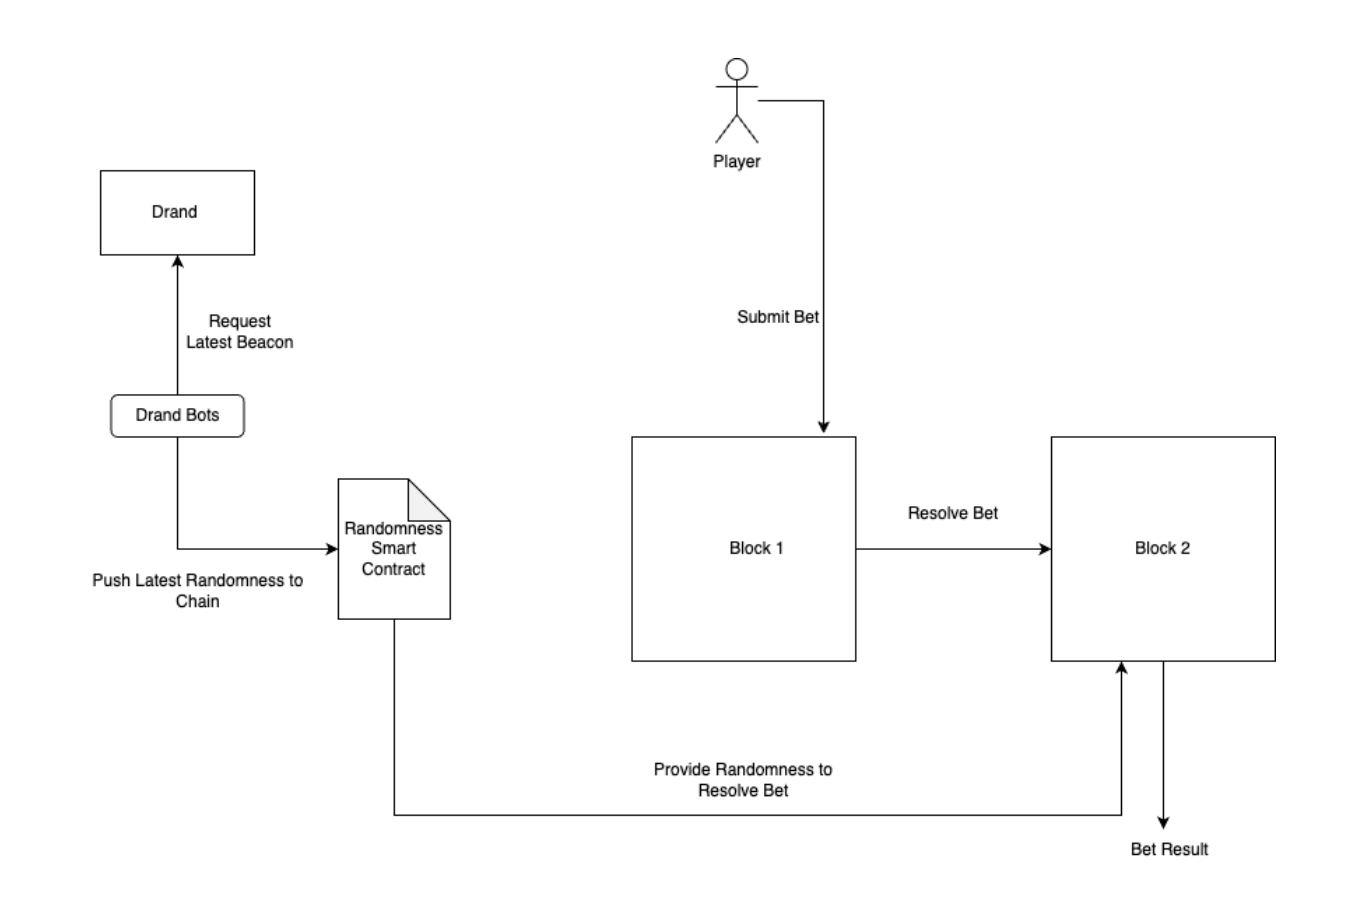 Player
Drand
Submit Bet
Request
Latest Beacon
Drand Bots
Randomness
Smart
Contract
Resolve Bet
Block 1
Block 2
Push Latest Randomness to
Chain
Provide Randomness to
Resolve Bet
Bet Result